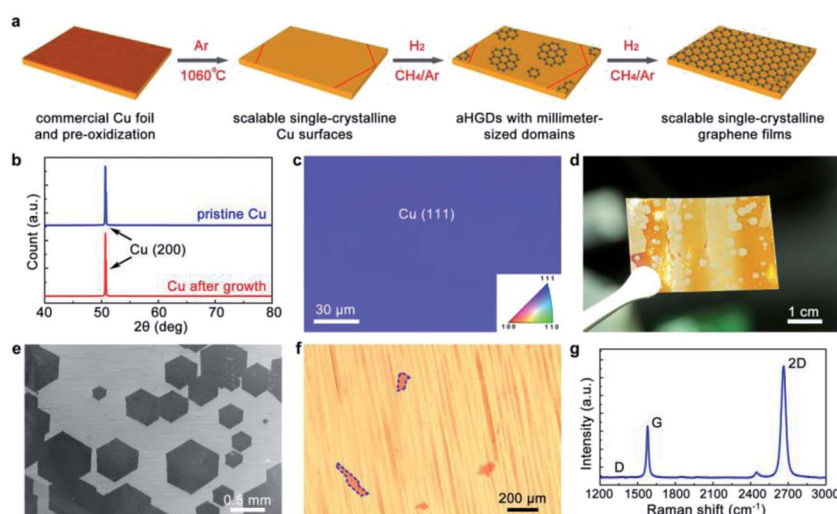 a
Ar
1060°C
H2
CH4/Ar
H2
CH4/Ar
commercial Cu foil
and pre-oxidization
scalable single-crystalline
Cu surfaces
aHGDs with millimeter-
sized domains
scalable single-crystalline
graphene films
b
Count (a.u.)
pristine Cu
Cu (200)
Cu after growth
40 50 60 70 80
2θ (deg)
c
Cu (111)
30 μm
111
100 110
d
1 cm
e
0.5 mm
f
200 μm
g
Intensity (a.u.)
D
G
2D
1200 1500 1800 2100 2400 2700 3000
Raman shift (cm-1)